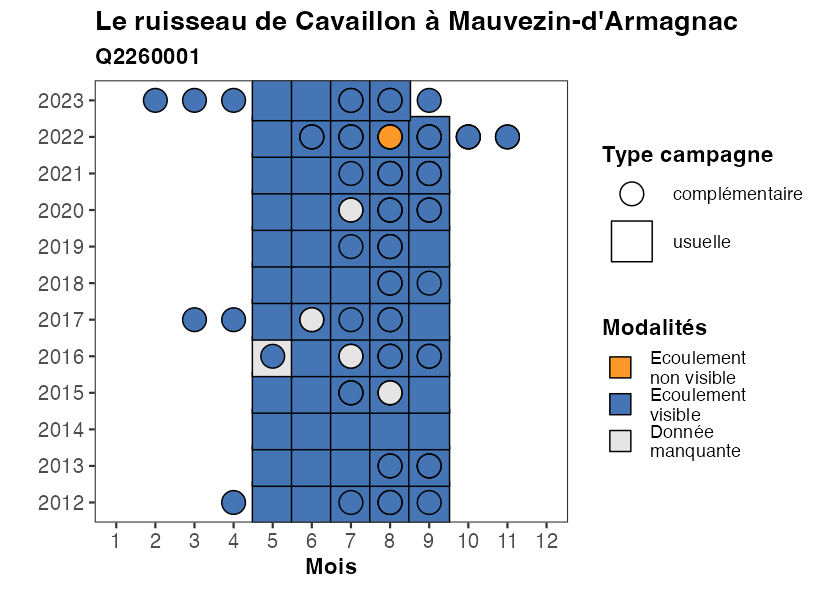 Le ruisseau de Cavaillon à Mauvezin-d'Armagnac
Q2260001
2023
2022
2021
2020
2019
2018
2017
2016
2015
2014
2013
2012
1 2 3 4 5 6 7 8 9 10 11 12
Mois
Type campagne
complémentaire
usuelle
Modalités
Ecoulement
non visible
Ecoulement
visible
Donnée
manquante